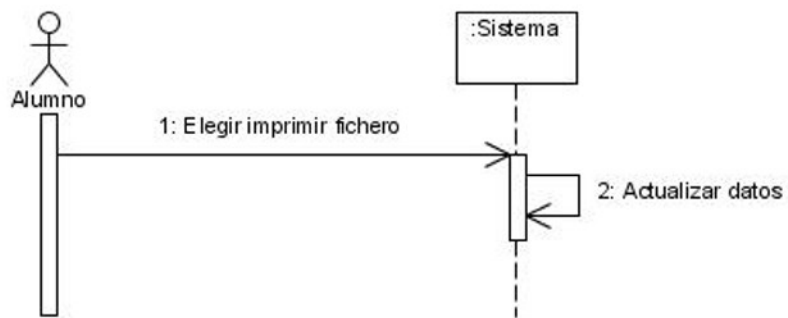 :Sistema
Alumno
1: Elegir imprimir fichero
2: Actualizar datos